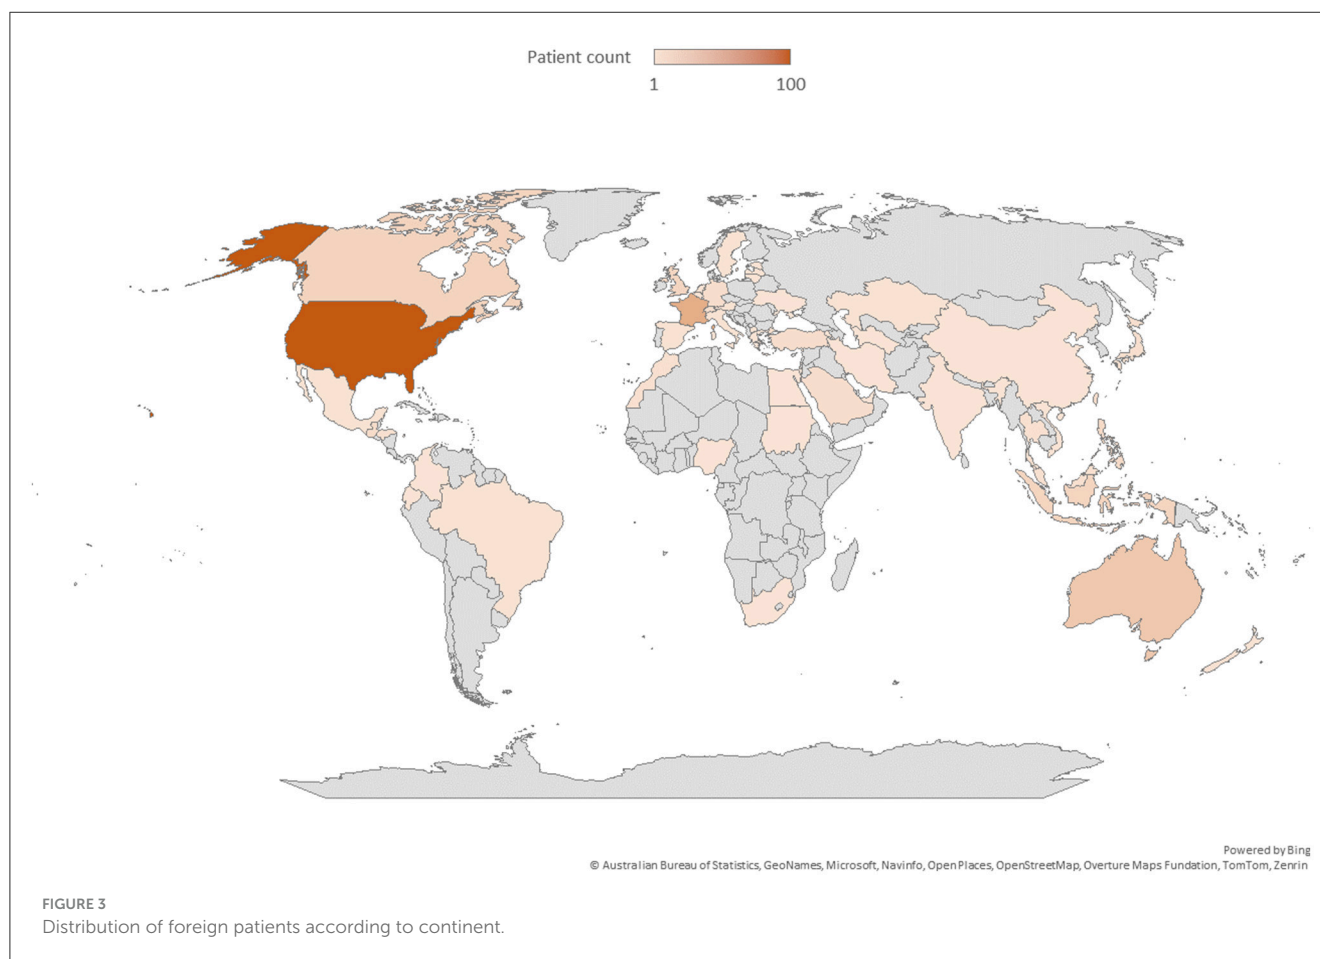 Patient count
1 100
Powered by Bing
© Australian Bureau of Statistics, GeoNames, Microsoft, Navinfo, Open Places, OpenStreetMap, Overture Maps Fundation, TomTom, Zenrin
FIGURE 3
Distribution of foreign patients according to continent.